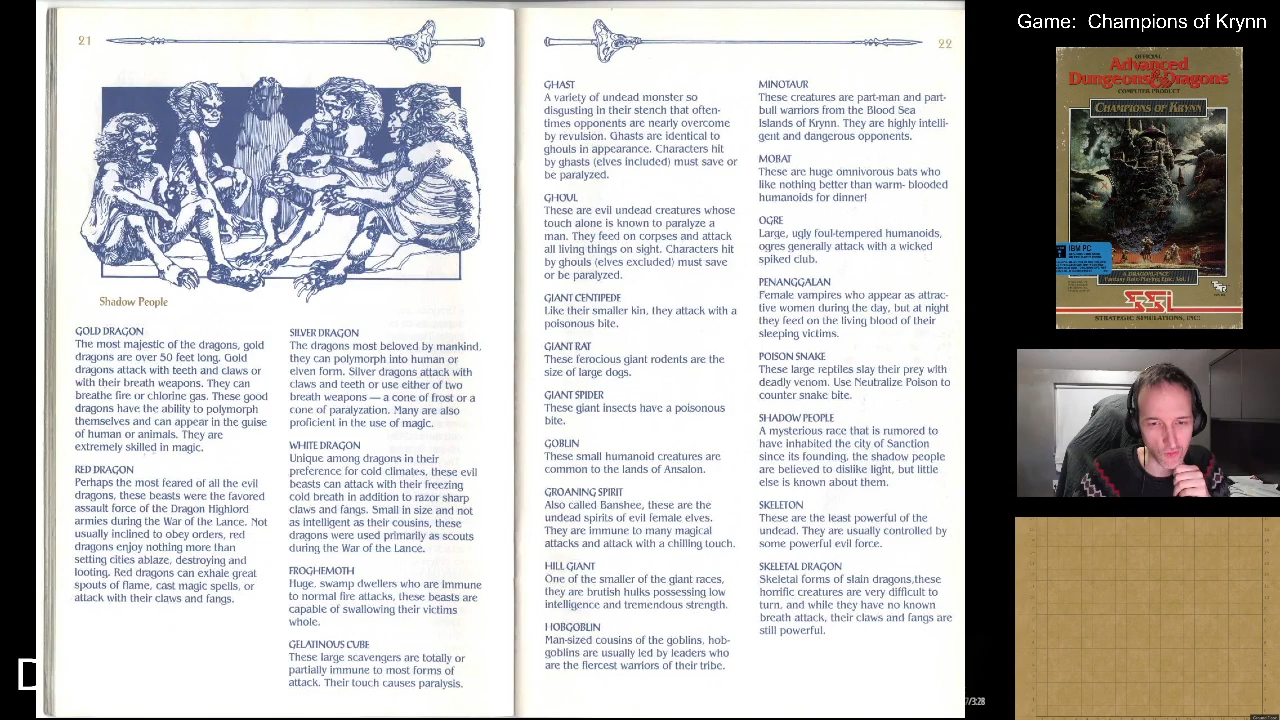 21
Shadow People
GOLD DRAGON
The most majestic of the dragons, gold
dragons are over 50 feet long. Gold
dragons attack with teeth and claws or
with their breath weapons. They can
breathe fire or chlorine gas. These good
dragons have the ability to polymorph
themselves and can appear in the guise
of human or animals. They are
extremely skilled in magic.
RED DRAGON
Perhaps the most feared of all the evil
dragons, these beasts were the favored
assault force of the Dragon Highlord
armies during the War of the Lance. Not
usually inclined to obey orders, red
dragons enjoy nothing more than
setting cities ablaze, destroying and
looting. Red dragons can exhale great
spouts of flame, cast magic spells, or
attack with their claws and fangs.
SILVER DRAGON
The dragons most beloved by mankind,
they can polymorph into human or
elven form. Silver dragons attack with
claws and teeth or use either of two
breath weapons — a cone of frost or a
cone of paralyzation. Many are also
proficient in the use of magic.
WHITE DRAGON
Unique among dragons in their
preference for cold climates, these evil
beasts can attack with their freezing
cold breath in addition to razor sharp
claws and fangs. Small in size and not
as intelligent as their cousins, these
dragons were used primarily as scouts
during the War of the Lance.
FROGHEMOTH
Huge, swamp dwellers who are immune
to normal fire attacks, these beasts are
capable of swallowing their victims
whole.
GELATINOUS CUBE
These large scavengers are totally or
partially immune to most forms of
attack. Their touch causes paralysis.
22
GHAST
A variety of undead monster so
disgusting in their stench that often-
times opponents are nearly overcome
by revulsion. Ghasts are identical to
ghouls in appearance. Characters hit
by ghasts (elves included) must save or
be paralyzed.
GHOUL
These are evil undead creatures whose
touch alone is known to paralyze a
man. They feed on corpses and attack
all living things on sight. Characters hit
by ghouls (elves excluded) must save
or be paralyzed.
GIANT CENTIPEDE
Like their smaller kin, they attack with a
poisonous bite.
GIANT RAT
These ferocious giant rodents are the
size of large dogs.
GIANT SPIDER
These giant insects have a poisonous
bite.
GOBLIN
These small humanoid creatures are
common to the lands of Ansalon.
GROANING SPIRIT
Also called Banshee, these are the
undead spirits of evil female elves.
They are immune to many magical
attacks and attack with a chilling touch.
HILL GIANT
One of the smaller of the giant races,
they are brutish hulks possessing low
intelligence and tremendous strength.
HOBGOBLIN
Man-sized cousins of the goblins, hob-
goblins are usually led by leaders who
are the fiercest warriors of their tribe.
MINOTAUR
These creatures are part-man and part-
bull warriors from the Blood Sea
Islands of Krynn. They are highly intelli-
gent and dangerous opponents.
MOBAT
These are huge omnivorous bats who
like nothing better than warm- blooded
humanoids for dinner!
OGRE
Large, ugly foul-tempered humanoids,
ogres generally attack with a wicked
spiked club.
PENANGGALAN
Female vampires who appear as attrac-
tive women during the day, but at night
they feed on the living blood of their
sleeping victims.
POISON SNAKE
These large reptiles slay their prey with
deadly venom. Use Neutralize Poison to
counter snake bite.
SHADOW PEOPLE
A mysterious race that is rumored to
have inhabited the city of Sanction
since its founding, the shadow people
are believed to dislike light, but little
else is known about them.
SKELETON
These are the least powerful of the
undead. They are usually controlled by
some powerful evil force.
SKELETAL DRAGON
Skeletal forms of slain dragons,these
horrific creatures are very difficult to
turn, and while they have no known
breath attack, their claws and fangs are
still powerful.
Game: Champions of Krynn
OFFICIAL
Advanced
Dungeons & Dragons
COMPUTER PRODUCT
CHAMPIONS OF KRYNN
IBM PC
A DRAGONLANCE
Fantasy Role-Playing Epic, Vol. I
TSR
SSI
STRATEGIC SIMULATIONS, INC.
D
/3:28